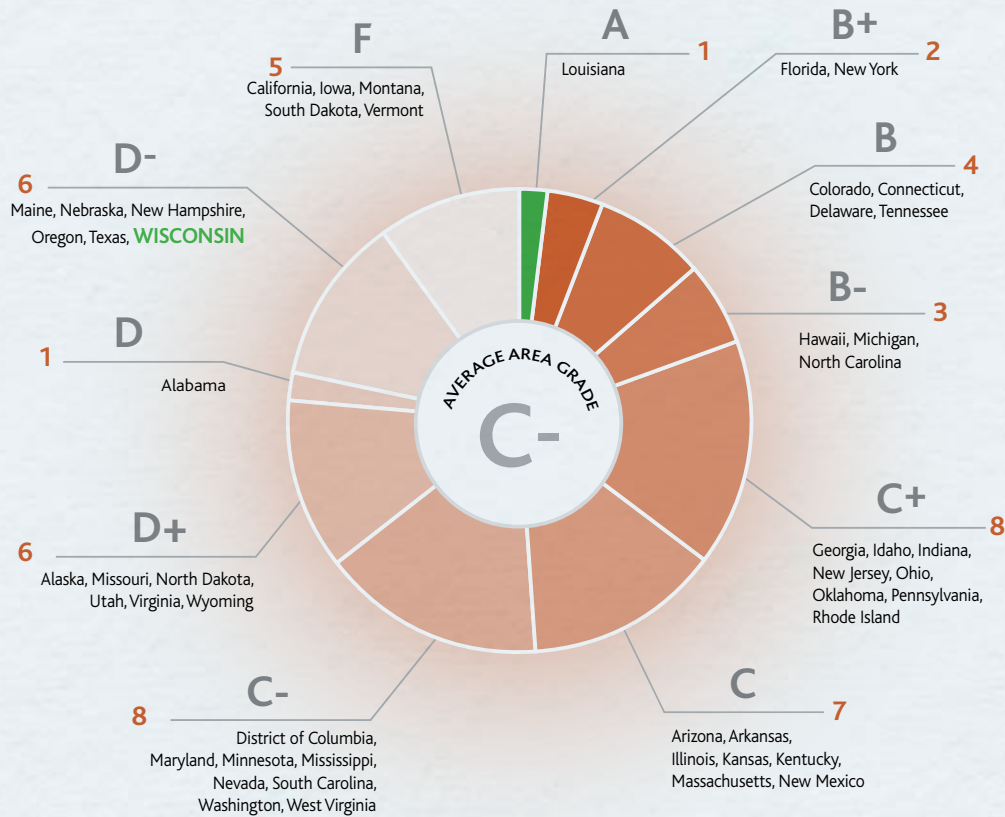 A
1
Louisiana
B+
2
Florida, New York
B
4
Colorado, Connecticut,
Delaware, Tennessee
B-
3
Hawaii, Michigan,
North Carolina
C+
8
Georgia, Idaho, Indiana,
New Jersey, Ohio,
Oklahoma, Pennsylvania,
Rhode Island
C
7
Arizona, Arkansas,
Illinois, Kansas, Kentucky,
Massachusetts, New Mexico
C-
8
District of Columbia,
Maryland, Minnesota, Mississippi,
Nevada, South Carolina,
Washington, West Virginia
D+
6
Alaska, Missouri, North Dakota,
Utah, Virginia, Wyoming
D
1
Alabama
D-
6
Maine, Nebraska, New Hampshire,
Oregon, Texas, WISCONSIN
F
5
California, Iowa, Montana,
South Dakota, Vermont
AVERAGE AREA GRADE
C-